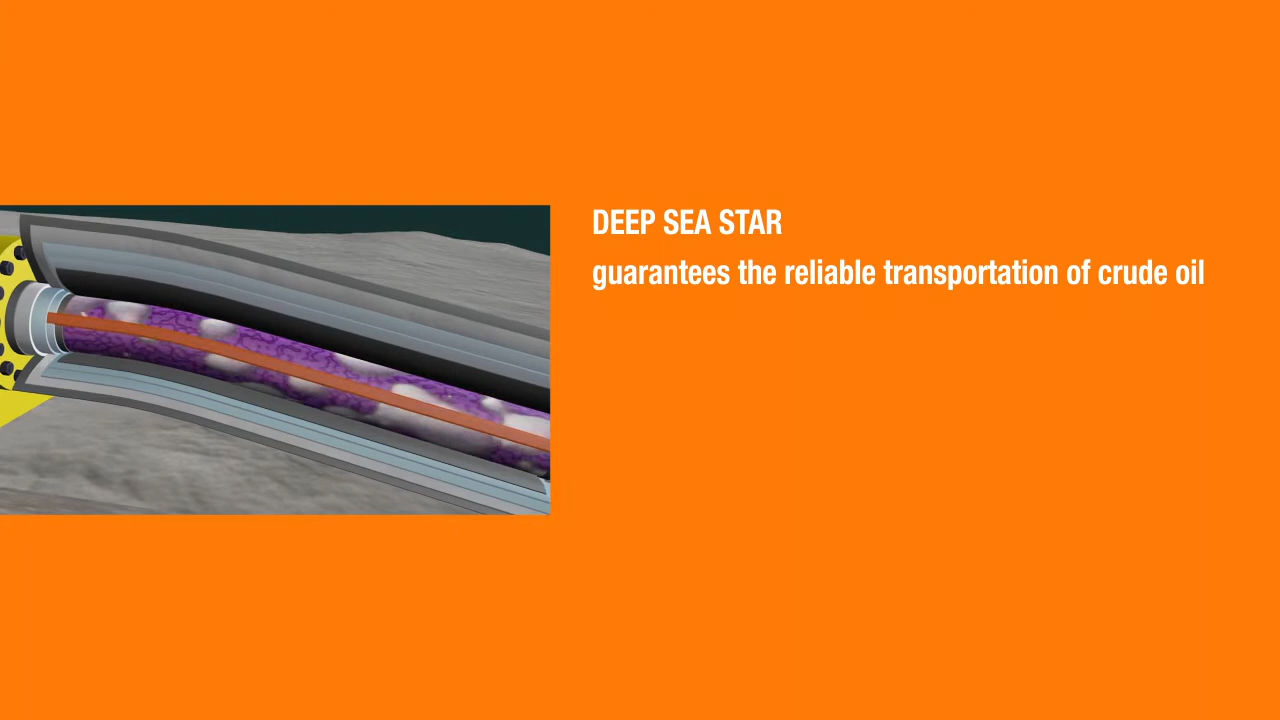 DEEP SEA STAR
guarantees the reliable transportation of crude oil